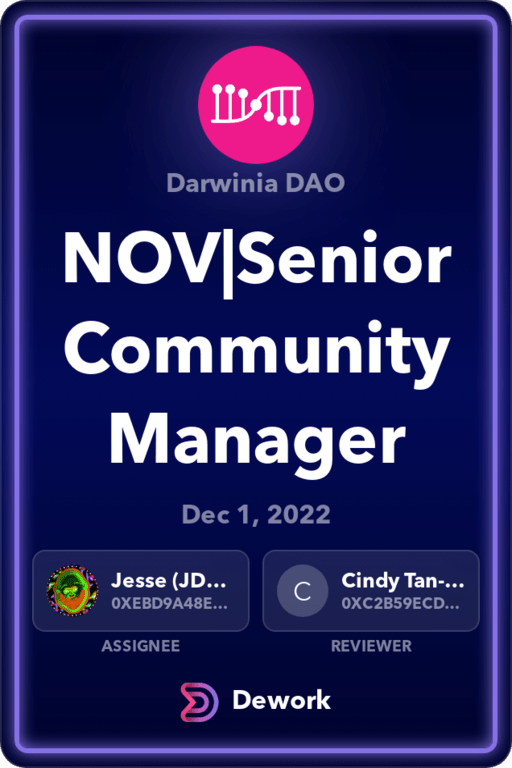 Darwinia DAO
NOV|Senior
Community
Manager
Dec 1, 2022
Jesse (JD...
0XEBD9A48E...
ASSIGNEE
C
Cindy Tan-...
0XC2B59ECD...
REVIEWER
Dework